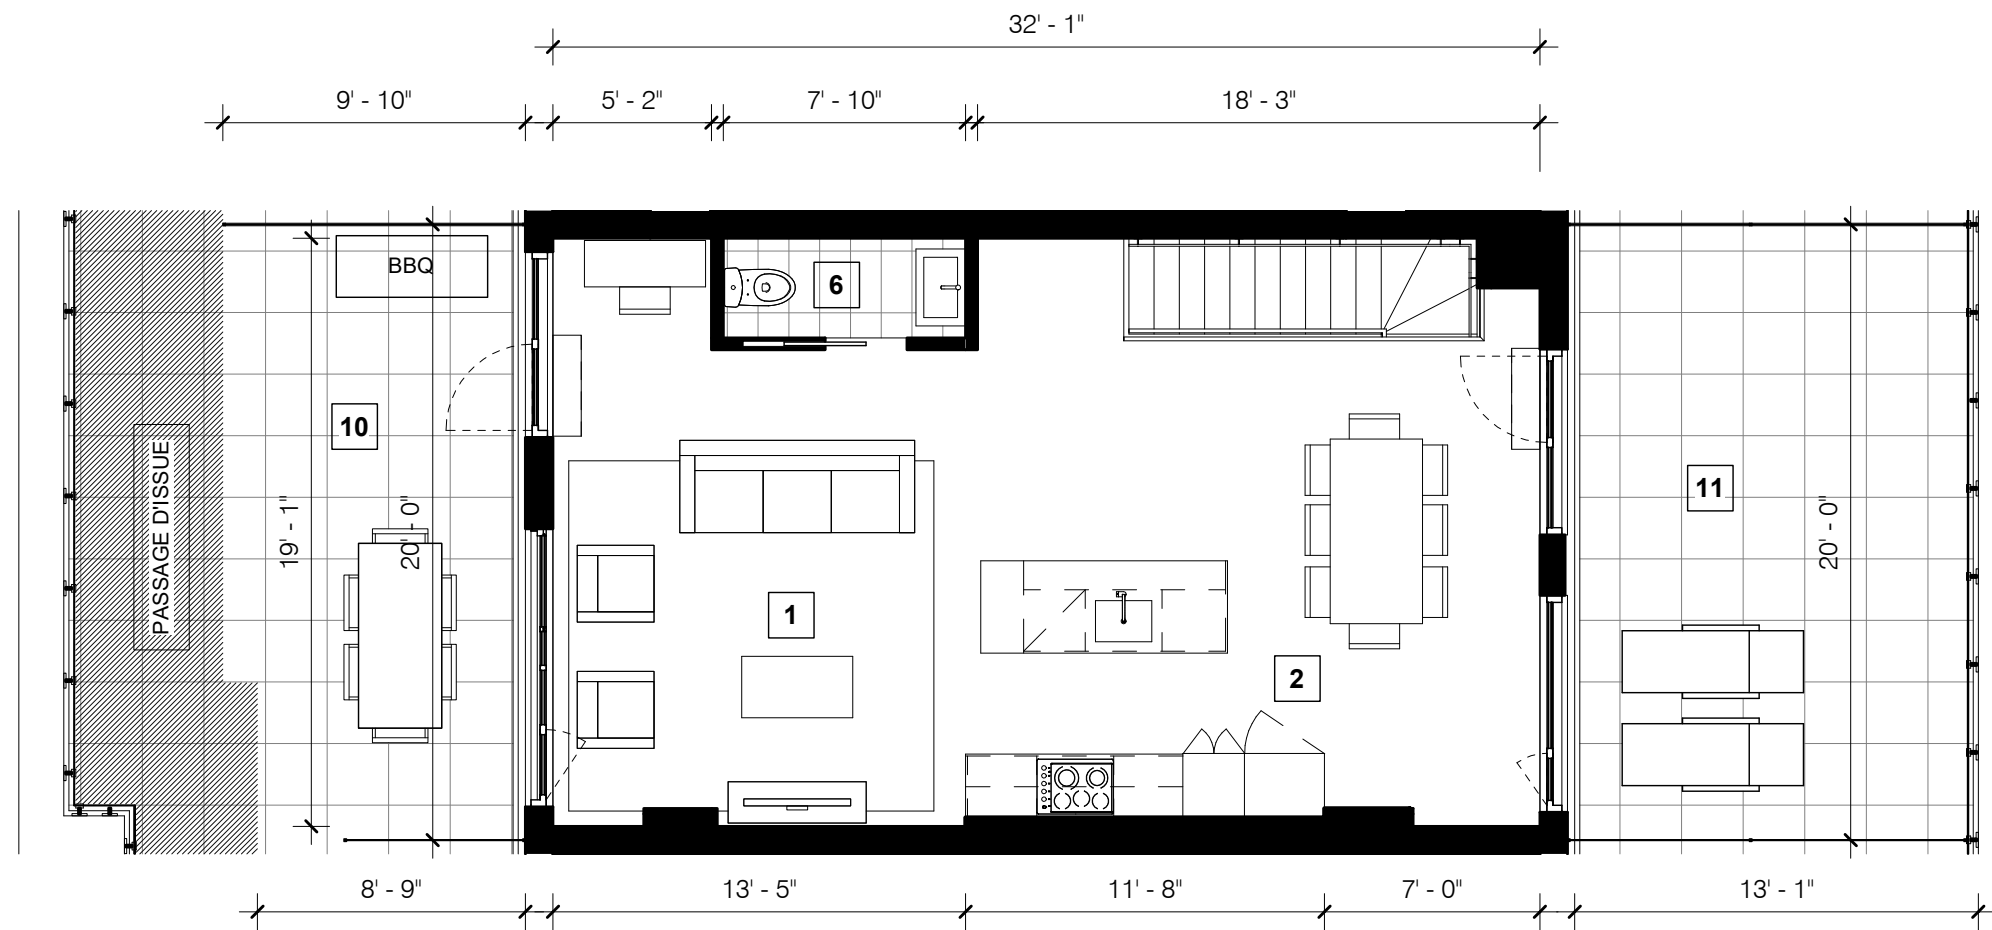 32' - 1"
9' - 10"
5' - 2"
7' - 10"
18' - 3"
BBQ
6
10
PASSAGE D'ISSUE
19' - 1"
20' - 0"
11
20' - 0"
1
2
8' - 9"
13' - 5"
11' - 8"
7' - 0"
13' - 1"